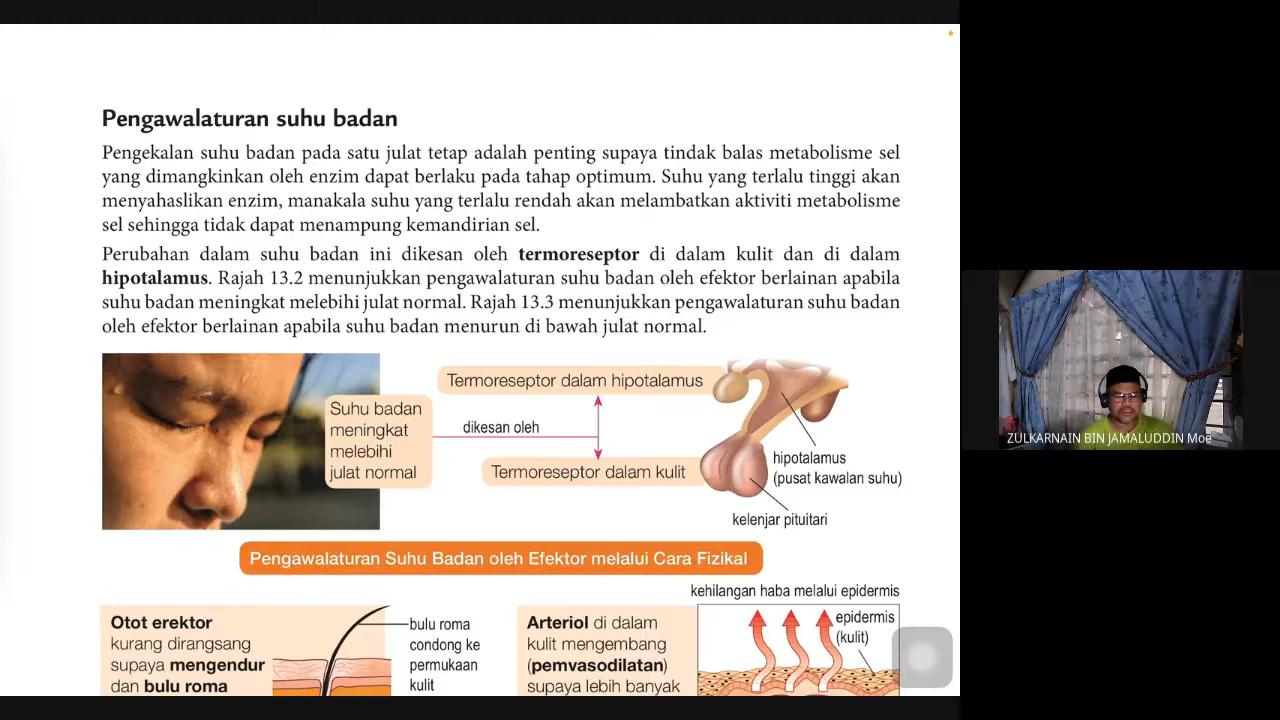 Pengawalaturan suhu badan
Pengekalan suhu badan pada satu julat tetap adalah penting supaya tindak balas metabolisme sel
yang dimangkinkan oleh enzim dapat berlaku pada tahap optimum. Suhu yang terlalu tinggi akan
menyahaslikan enzim, manakala suhu yang terlalu rendah akan melambatkan aktiviti metabolisme
sel sehingga tidak dapat menampung kemandirian sel.
Perubahan dalam suhu badan ini dikesan oleh termoreseptor di dalam kulit dan di dalam
hipotalamus. Rajah 13.2 menunjukkan pengawalaturan suhu badan oleh efektor berlainan apabila
suhu badan meningkat melebihi julat normal. Rajah 13.3 menunjukkan pengawalaturan suhu badan
oleh efektor berlainan apabila suhu badan menurun di bawah julat normal.
Suhu badan
meningkat
melebihi
julat normal
dikesan oleh
Termoreseptor dalam hipotalamus
Termoreseptor dalam kulit
hipotalamus
(pusat kawalan suhu)
kelenjar pituitari
Pengawalaturan Suhu Badan oleh Efektor melalui Cara Fizikal
Otot erektor
kurang dirangsang
supaya mengendur
dan bulu roma
bulu roma
condong ke
permukaan
kulit
Arteriol di dalam
kulit mengembang
(pemvasodilatan)
supaya lebih banyak
kehilangan haba melalui epidermis
epidermis
(kulit)
ZULKARNAIN BIN JAMALUDDIN Moe